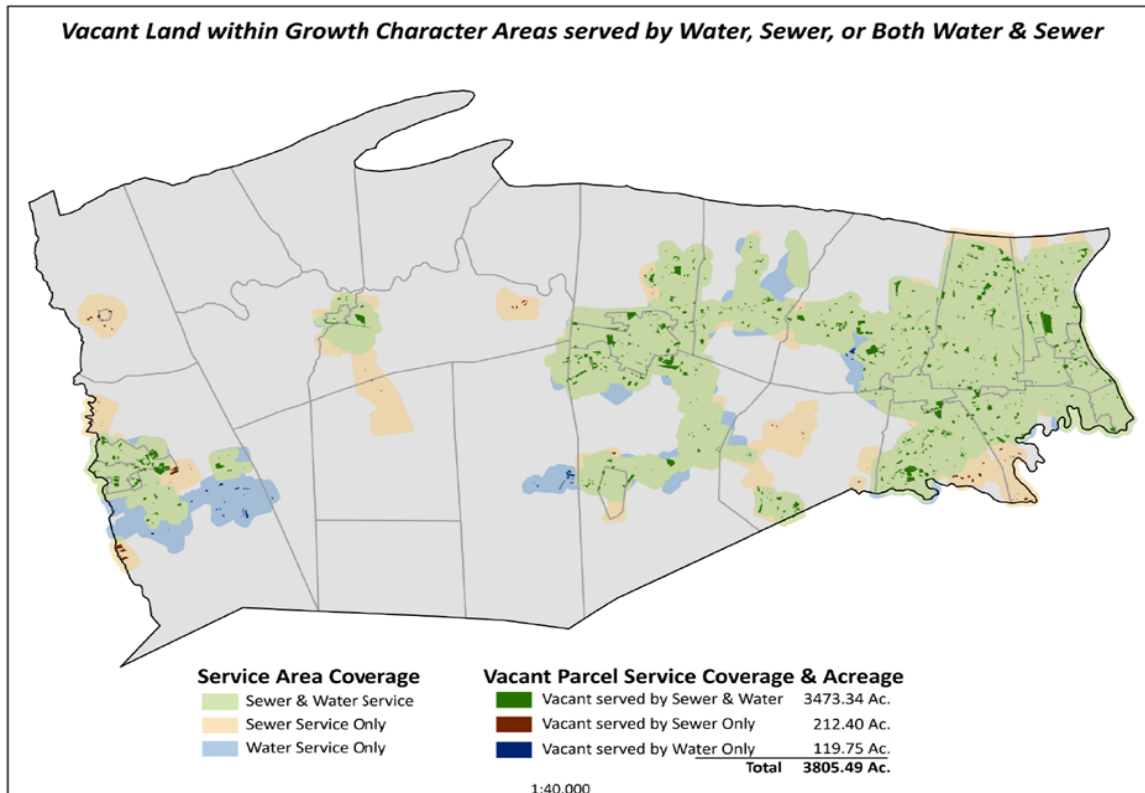 Vacant Land within Growth Character Areas served by Water, Sewer, or Both Water & Sewer
Service Area Coverage
Sewer & Water Service
Sewer Service Only
Water Service Only
Vacant Parcel Service Coverage & Acreage
Vacant served by Sewer & Water 3473.34 Ac.
Vacant served by Sewer Only 212.40 Ac.
Vacant served by Water Only 119.75 Ac.
Total 3805.49 Ac.
1:40,000